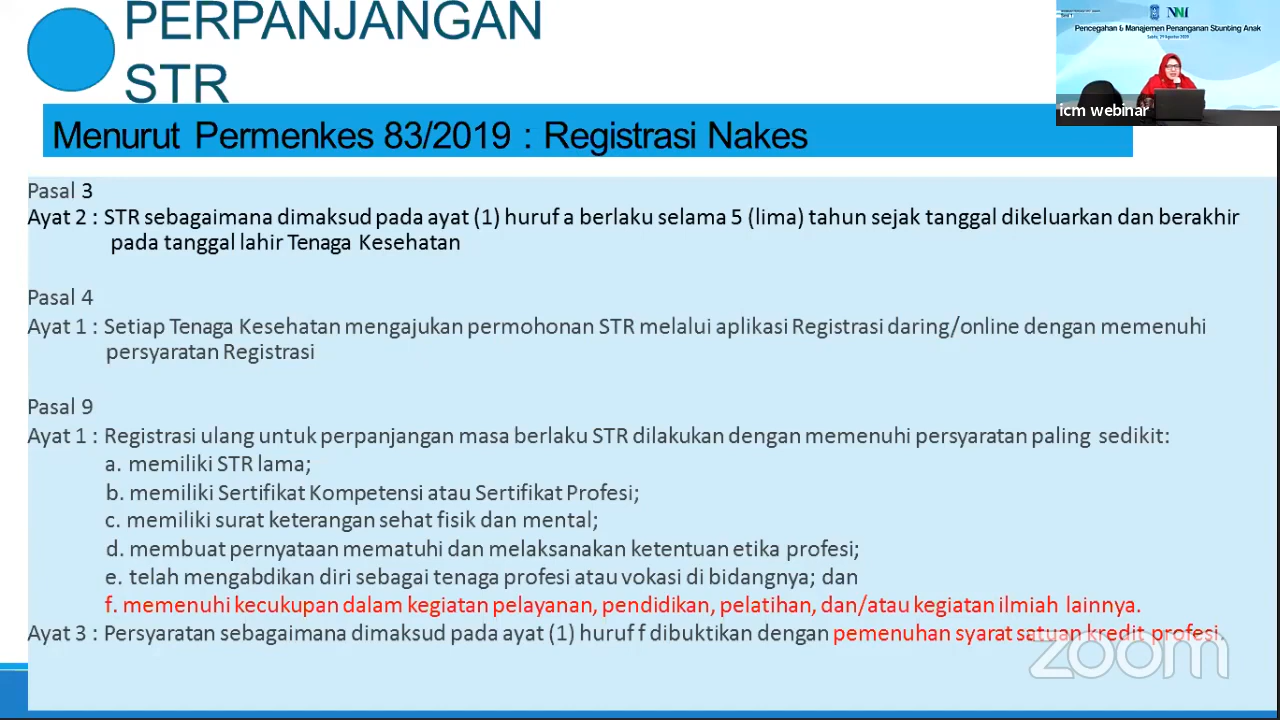 PERPANJANGAN
STR
Pencegahan & Manajemen Penanganan Stunting Anak
icm webinar
Menurut Permenkes 83/2019 : Registrasi Nakes
Pasal 3
Ayat 2 : STR sebagaimana dimaksud pada ayat (1) huruf a berlaku selama 5 (lima) tahun sejak tanggal dikeluarkan dan berakhir
pada tanggal lahir Tenaga Kesehatan
Pasal 4
Ayat 1 : Setiap Tenaga Kesehatan mengajukan permohonan STR melalui aplikasi Registrasi daring/online dengan memenuhi
persyaratan Registrasi
Pasal 9
Ayat 1 : Registrasi ulang untuk perpanjangan masa berlaku STR dilakukan dengan memenuhi persyaratan paling sedikit:
a. memiliki STR lama;
b. memiliki Sertifikat Kompetensi atau Sertifikat Profesi;
c. memiliki surat keterangan sehat fisik dan mental;
d. membuat pernyataan mematuhi dan melaksanakan ketentuan etika profesi;
e. telah mengabdikan diri sebagai tenaga profesi atau vokasi di bidangnya; dan
f. memenuhi kecukupan dalam kegiatan pelayanan, pendidikan, pelatihan, dan/atau kegiatan ilmiah lainnya.
Ayat 3 : Persyaratan sebagaimana dimaksud pada ayat (1) huruf f dibuktikan dengan pemenuhan syarat satuan kredit profesi.
zoom